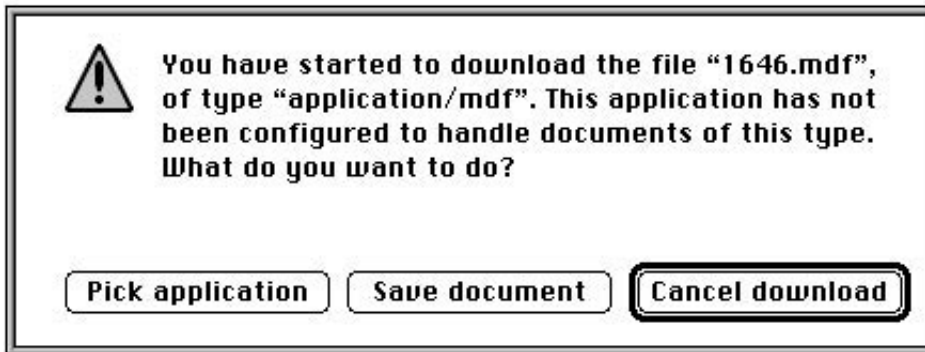 You have started to download the file “1646.mdf”,
of type “application/mdf”. This application has not
been configured to handle documents of this type.
What do you want to do?
Pick application Save document Cancel download